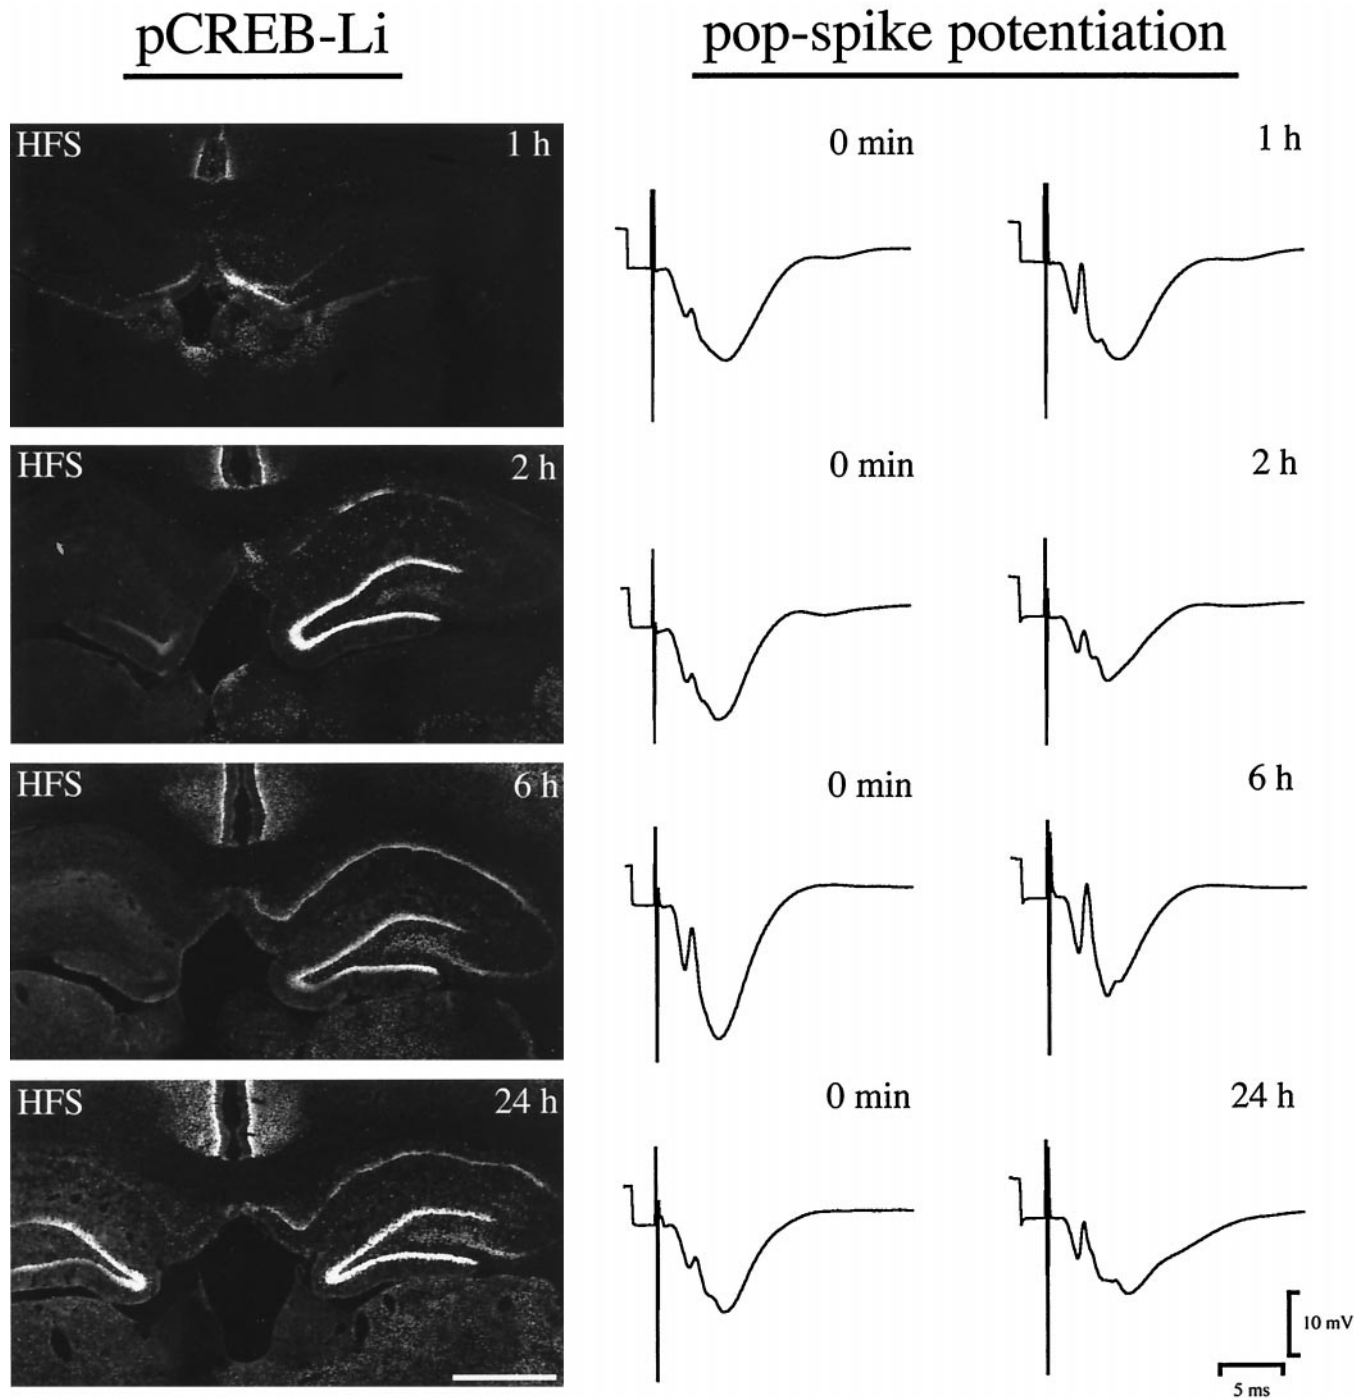 pCREB-Li
pop-spike potentiation
HFS
1 h
0 min
1 h
HFS
2 h
0 min
2 h
HFS
6 h
0 min
6 h
HFS
24 h
0 min
24 h
10 mV
5 ms